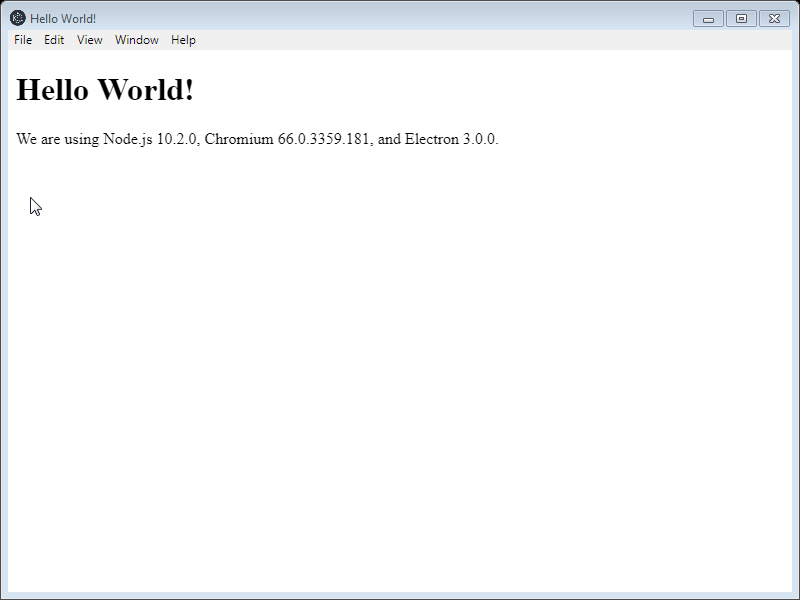 Hello World!
File Edit View Window Help
Hello World!
We are using Node.js 10.2.0, Chromium 66.0.3359.181, and Electron 3.0.0.